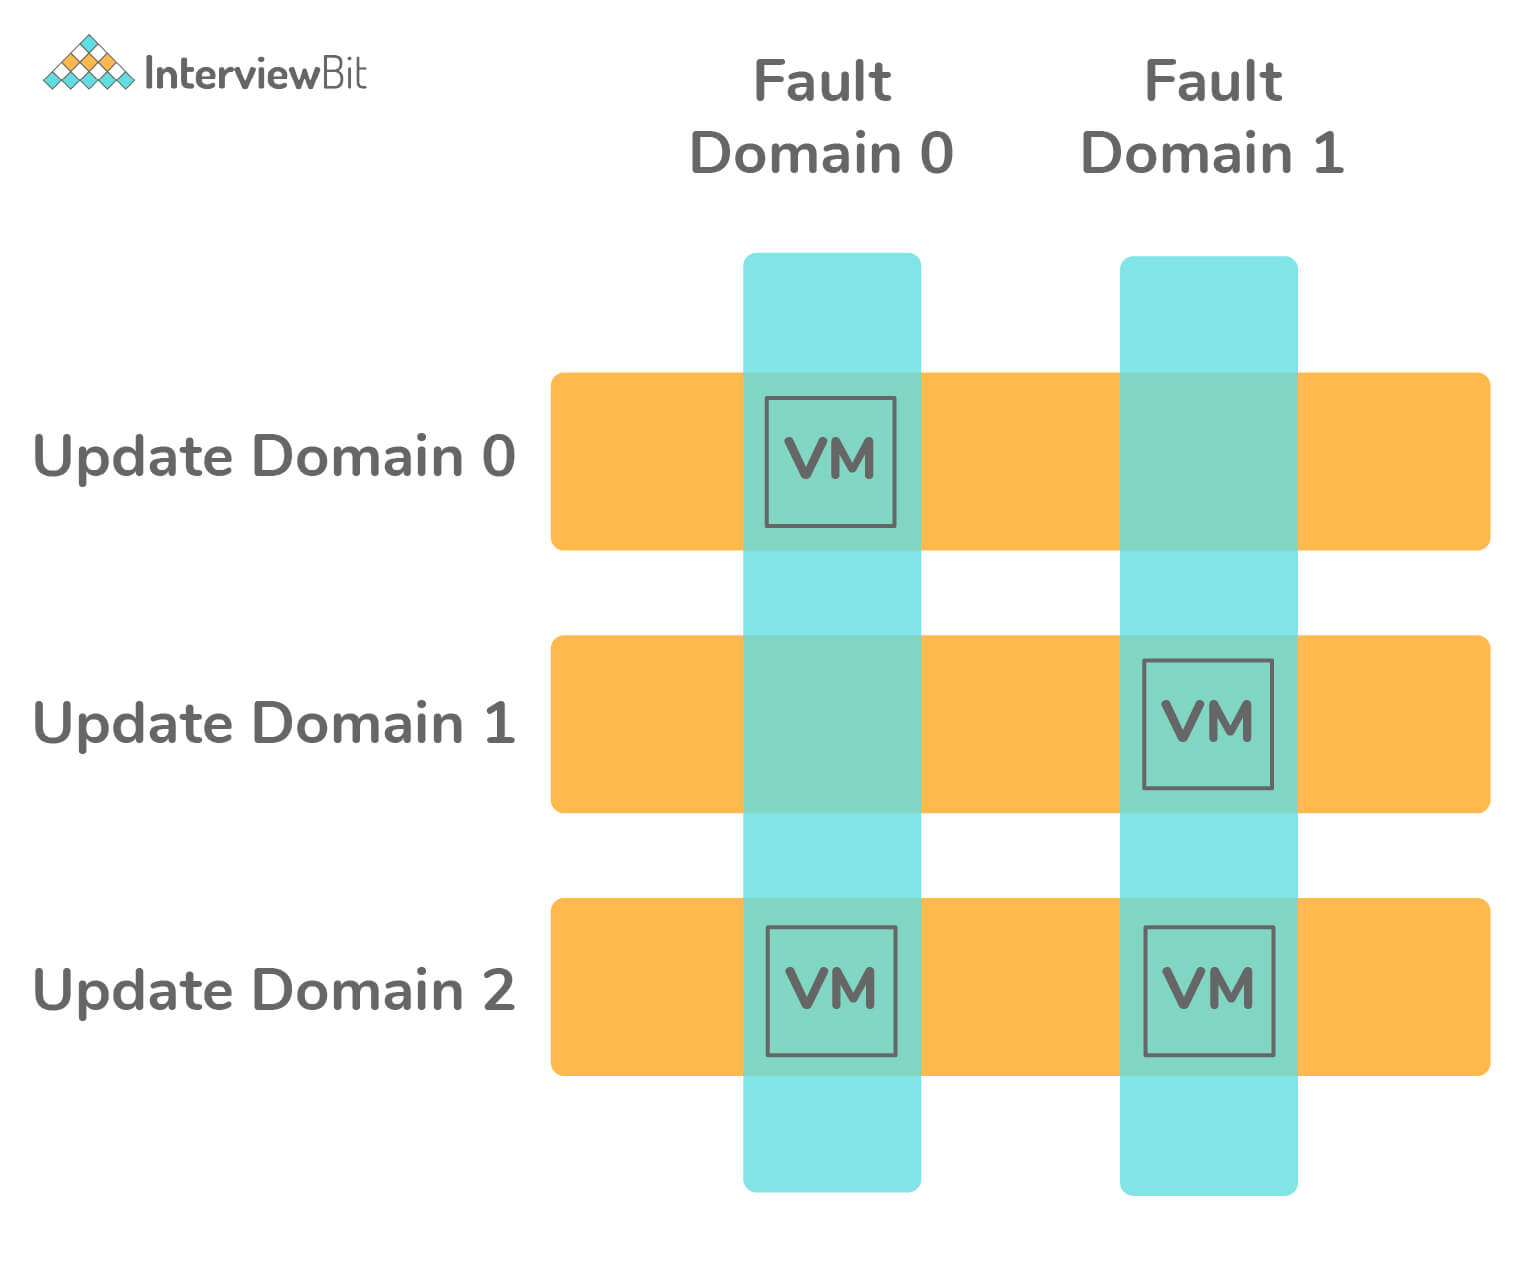 InterviewBit
Fault
Domain 0
Fault
Domain 1
Update Domain 0
VM
Update Domain 1
VM
Update Domain 2
VM
VM